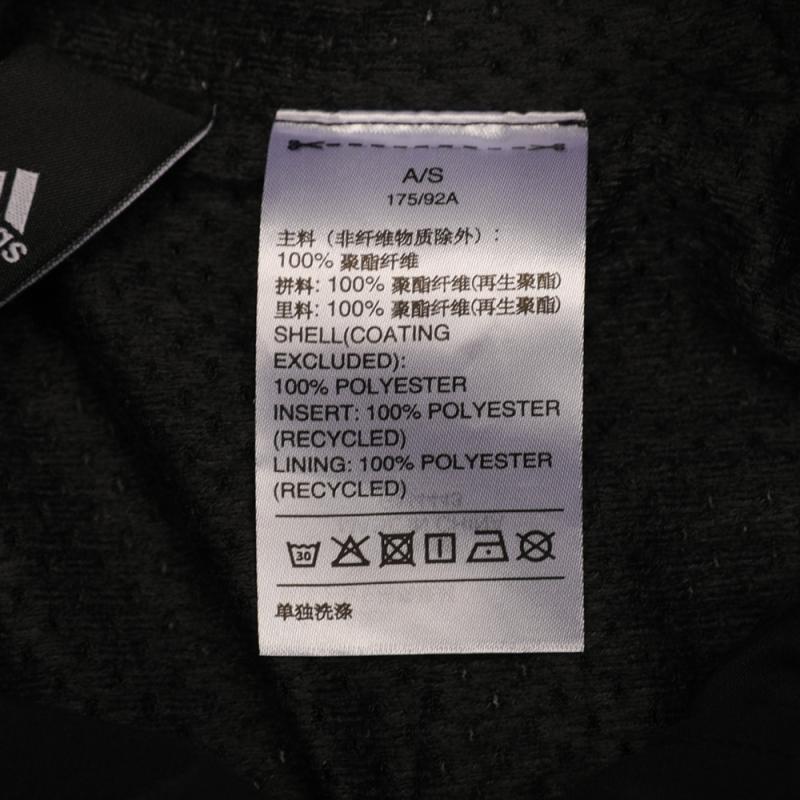 gs
A/S
175/92A
主料（非纤维物质除外）：
100% 聚酯纤维
拼料: 100% 聚酯纤维(再生聚酯)
里料: 100% 聚酯纤维(再生聚酯)
SHELL(COATING
EXCLUDED):
100% POLYESTER
INSERT: 100% POLYESTER
(RECYCLED)
LINING: 100% POLYESTER
(RECYCLED)
30
单独洗涤